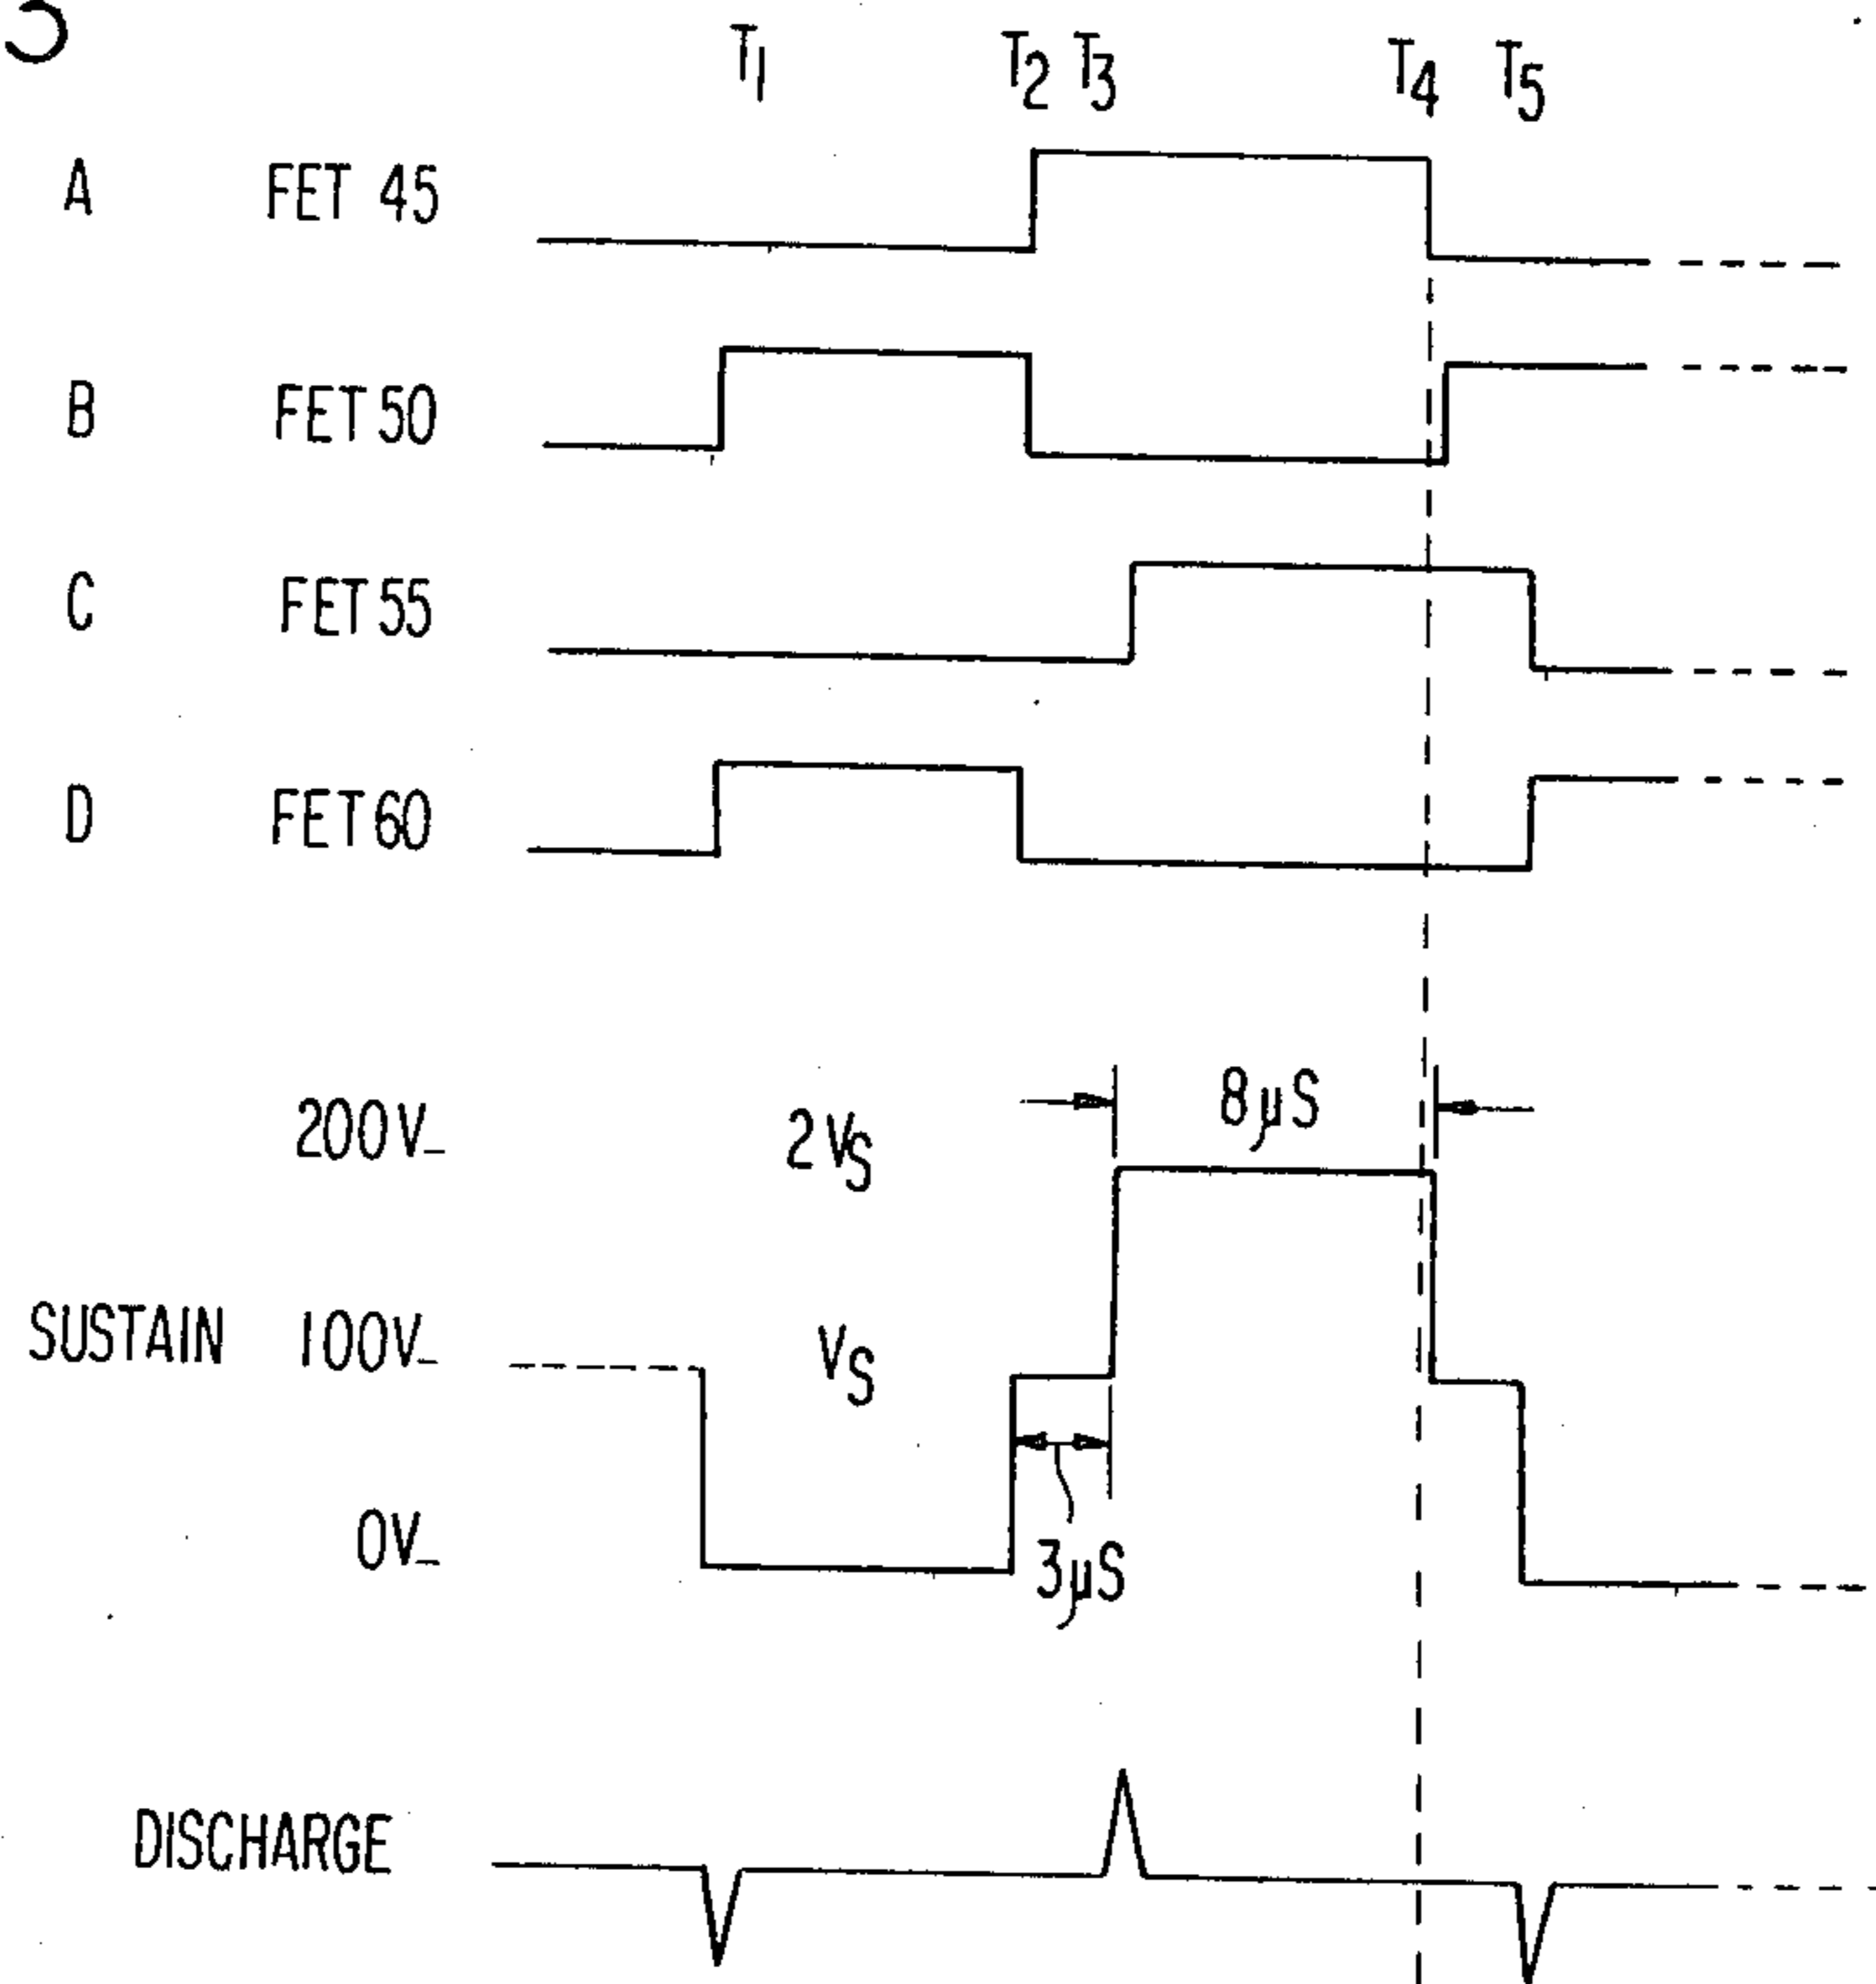 T1 T2 T3 T4 T5
A FET 45
B FET 50
C FET 55
D FET 60
8µS
200V
2VS
SUSTAIN 100V
VS
0V
3µS
DISCHARGE